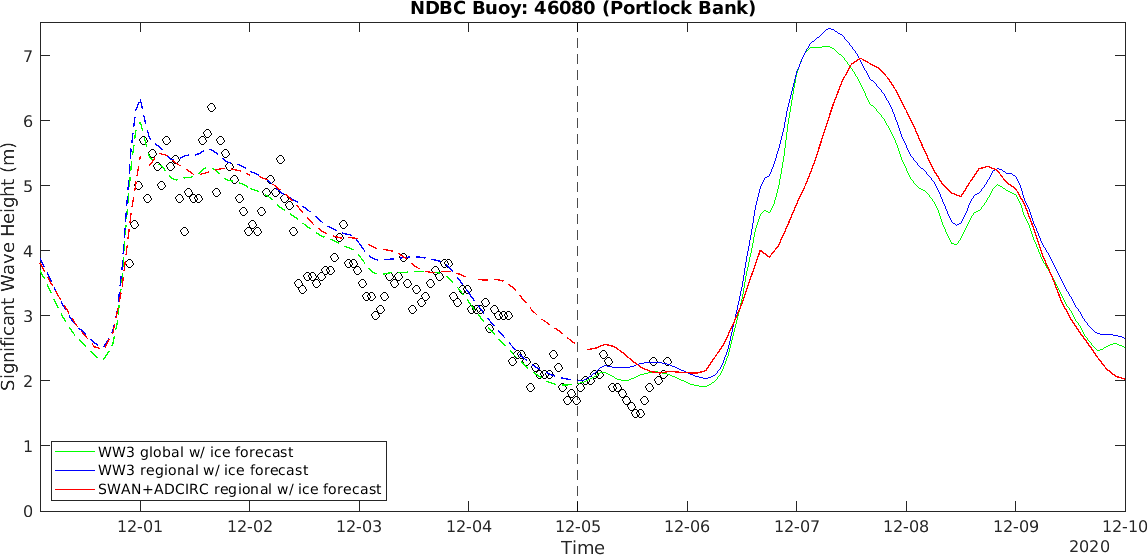 NDBC Buoy: 46080 (Portlock Bank)
Significant Wave Height (m)
7
6
5
4
3
2
1
0
WW3 global w/ ice forecast
WW3 regional w/ ice forecast
SWAN+ADCIRC regional w/ ice forecast
12-01 12-02 12-03 12-04 12-05 12-06 12-07 12-08 12-09 12-10
Time
2020